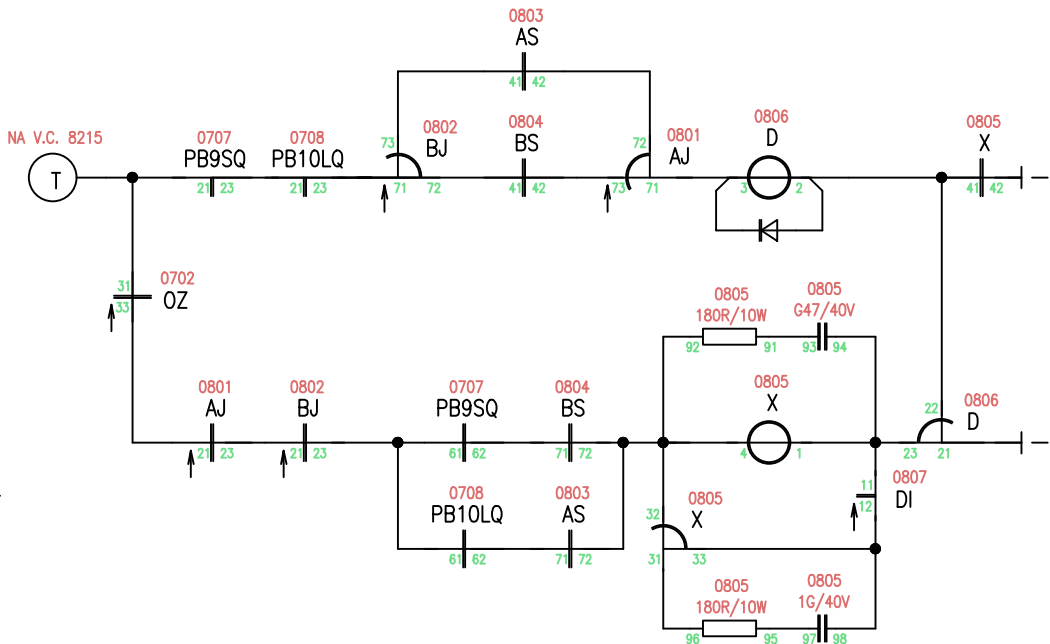 0803
AS
41 42
NA V.C. 8215
T
0707
PB9SQ
21 23
0708
PB10LQ
21 23
73
0802
BJ
71 72
0804
BS
41 42
72
0801
AJ
73 71
0806
D
3 2
0805
X
41 42
31
33
0702
OZ
0805
180R/10W
92 91
0805
G47/40V
93 94
0801
AJ
21 23
0802
BJ
21 23
0707
PB9SQ
61 62
0804
BS
71 72
0805
X
4 1
22
0806
D
23 21
0708
PB10LQ
61 62
0803
AS
71 72
32
0805
X
31 33
11
12
0807
DI
0805
180R/10W
96 95
0805
1G/40V
97 98